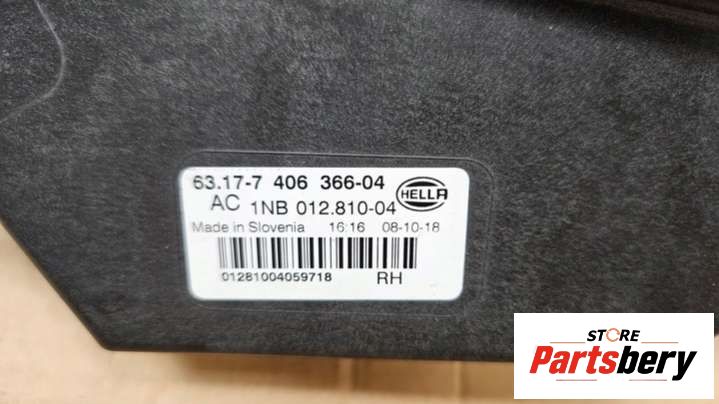 63.17-7 406 366-04
AC 1NB 012.810-04
HELLA
Made in Slovenia 16:16 08-10-18
01281004059718 RH
STORE
Partsbery